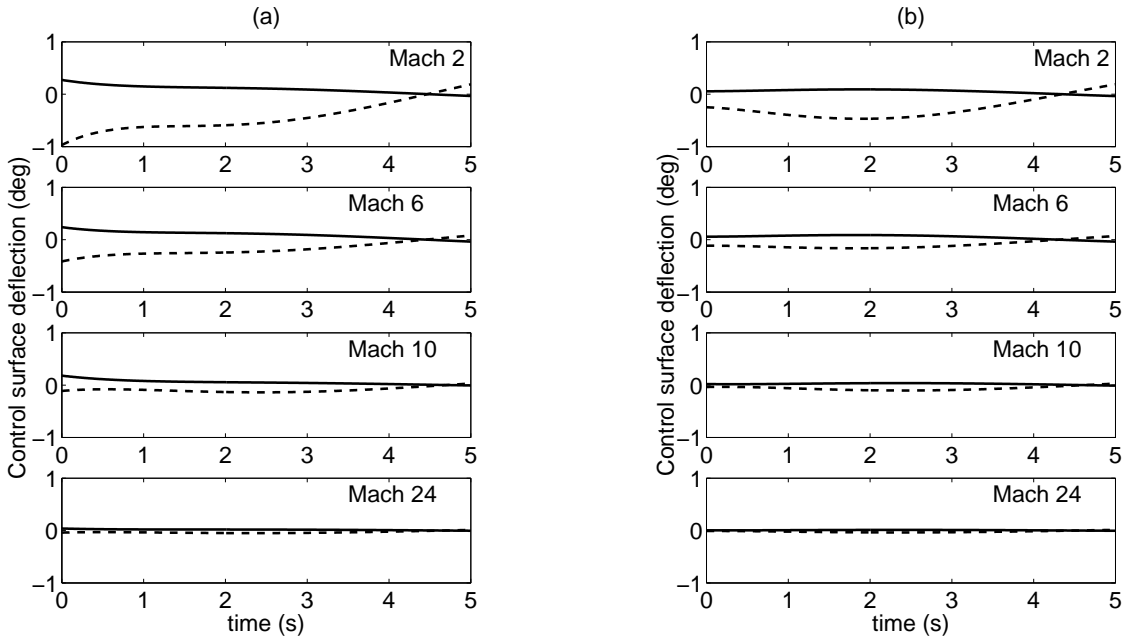 (a)
1
0
−1
Mach 2
0 1 2 3 4 5
1
0
−1
Mach 6
0 1 2 3 4 5
1
0
−1
Mach 10
0 1 2 3 4 5
1
0
−1
Mach 24
0 1 2 3 4 5
time (s)
Control surface deflection (deg)
(b)
1
0
−1
Mach 2
0 1 2 3 4 5
1
0
−1
Mach 6
0 1 2 3 4 5
1
0
−1
Mach 10
0 1 2 3 4 5
1
0
−1
Mach 24
0 1 2 3 4 5
time (s)
Control surface deflection (deg)